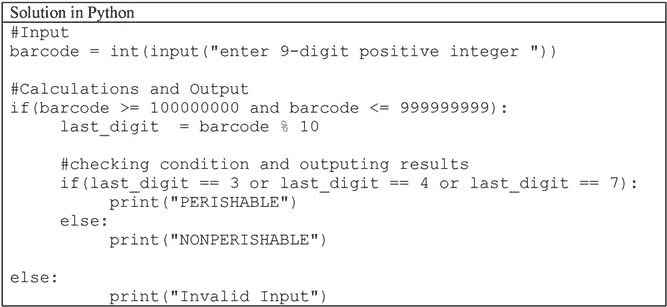 Solution in Python
#Input
barcode = int(input("enter 9-digit positive integer "))
#Calculations and Output
if(barcode >= 100000000 and barcode <= 999999999):
last_digit  = barcode % 10
#checking condition and outputing results
if(last_digit == 3 or last_digit == 4 or last_digit == 7):
print("PERISHABLE")
else:
print("NONPERISHABLE")
else:
print("Invalid Input")